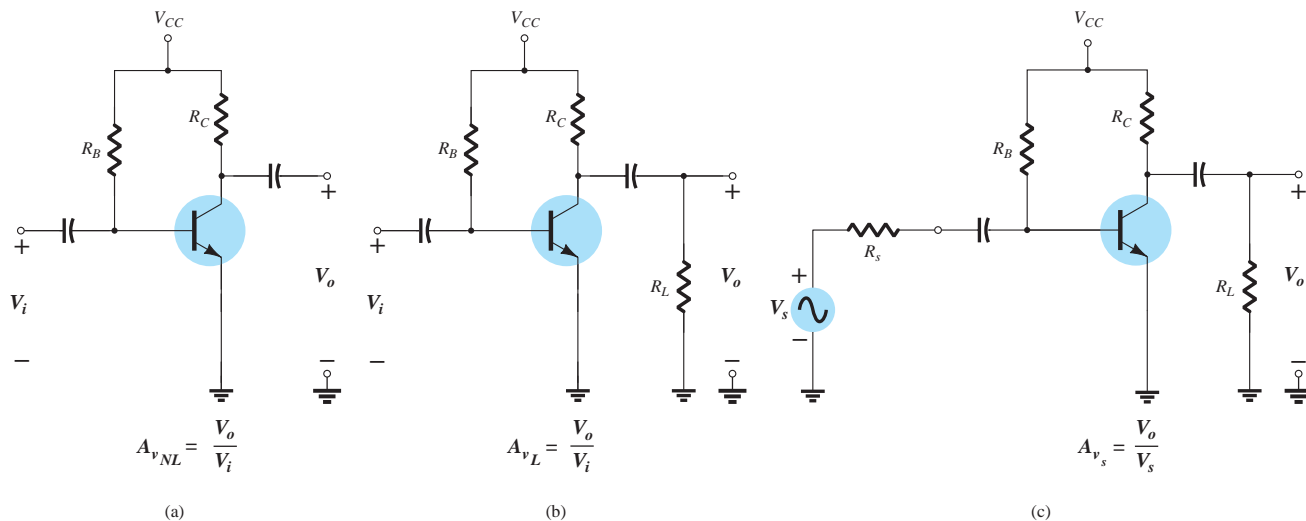 V_CC
R_C
R_B
+
+
V_o
V_i
−
−
A_v_NL = V_o / V_i
(a)
V_CC
R_C
R_B
+
+
R_L
V_o
V_i
−
−
A_v_L = V_o / V_i
(b)
V_CC
R_C
R_B
+
R_s
+
R_L
V_o
V_s
−
−
A_v_s = V_o / V_s
(c)